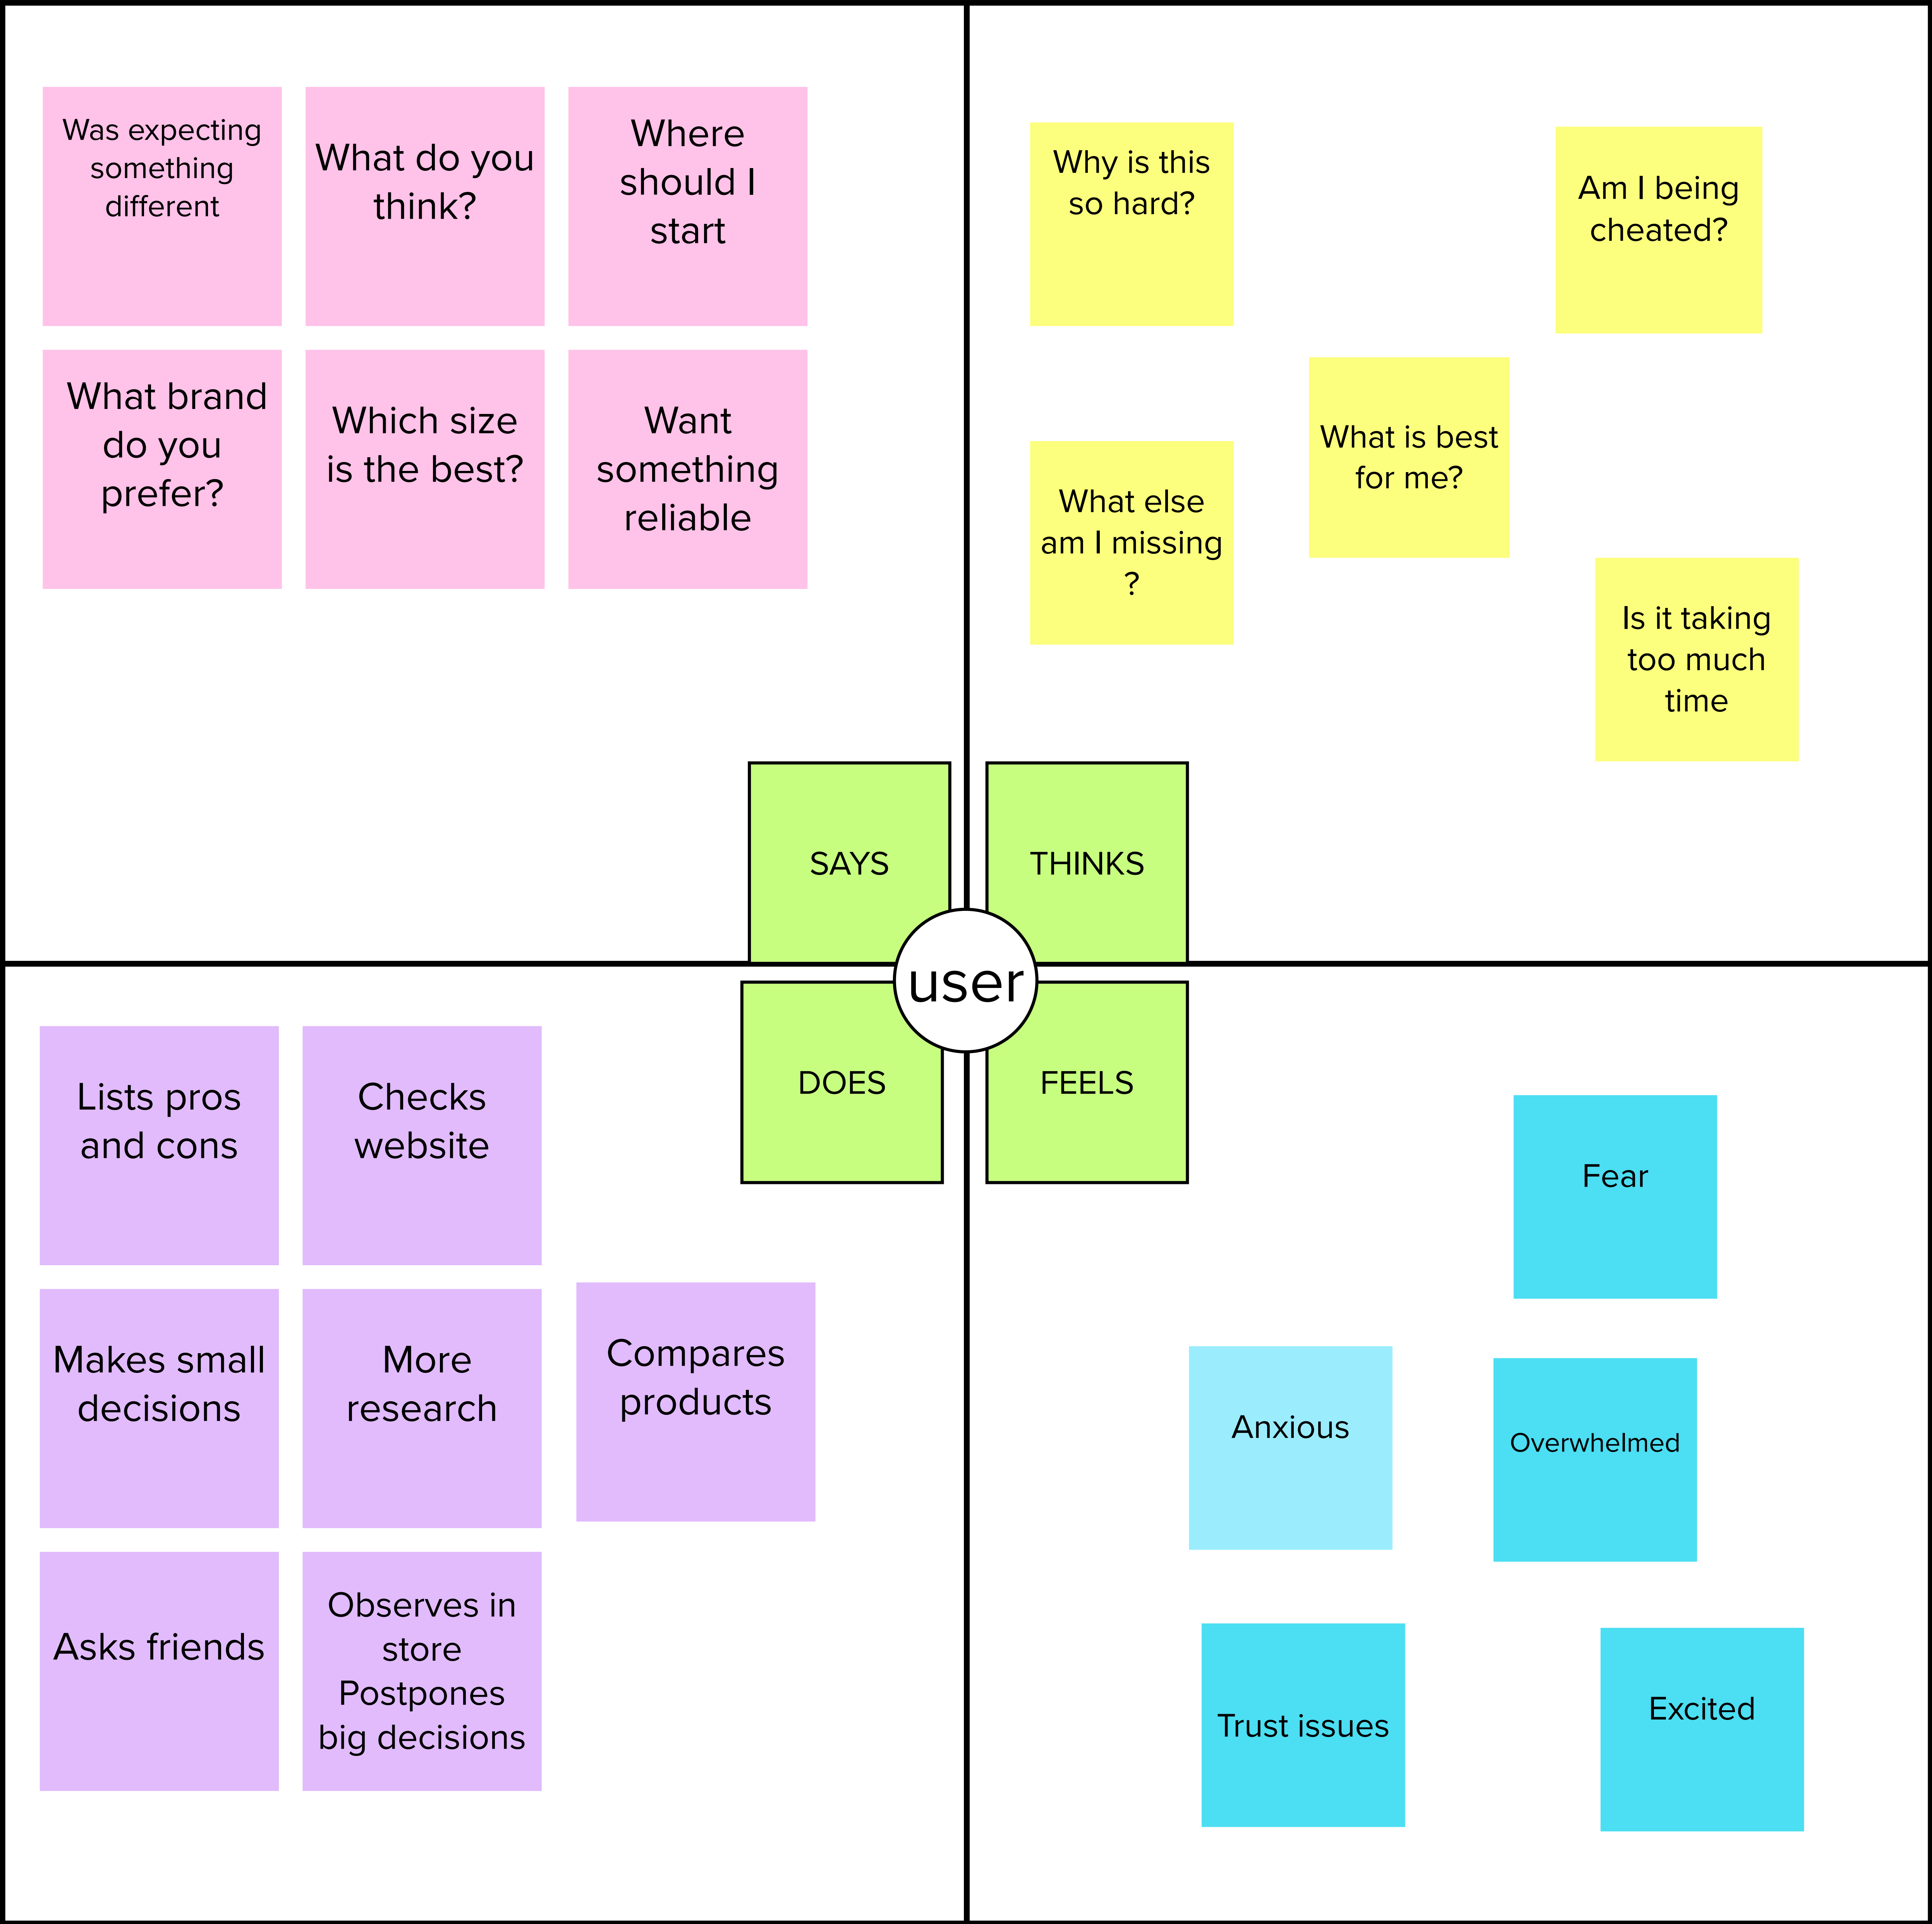 Was expecting
something
different
What do you
think?
Where
should I
start
What brand
do you
prefer?
Which size
is the best?
Want
something
reliable
Why is this
so hard?
Am I being
cheated?
What is best
for me?
What else
am I missing
?
Is it taking
too much
time
SAYS
THINKS
user
DOES
FEELS
Lists pros
and cons
Checks
website
Makes small
decisions
More
research
Compares
products
Asks friends
Observes in
store
Postpones
big decisions
Fear
Anxious
Overwhelmed
Trust issues
Excited